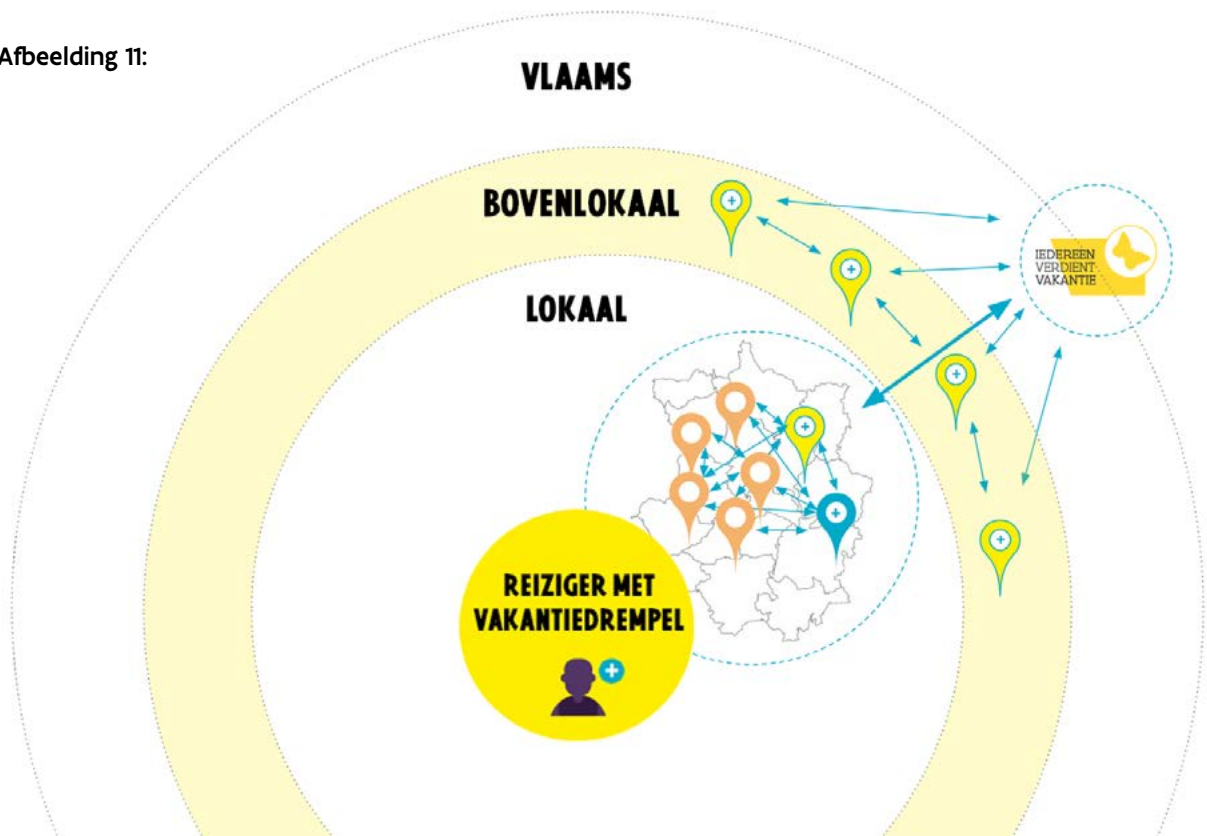 Afbeelding 11:
VLAAMS
BOVENLOKAAL
LOKAAL
IEDEREEN
VERDIENT
VAKANTIE
REIZIGER MET
VAKANTIEDREMPEL